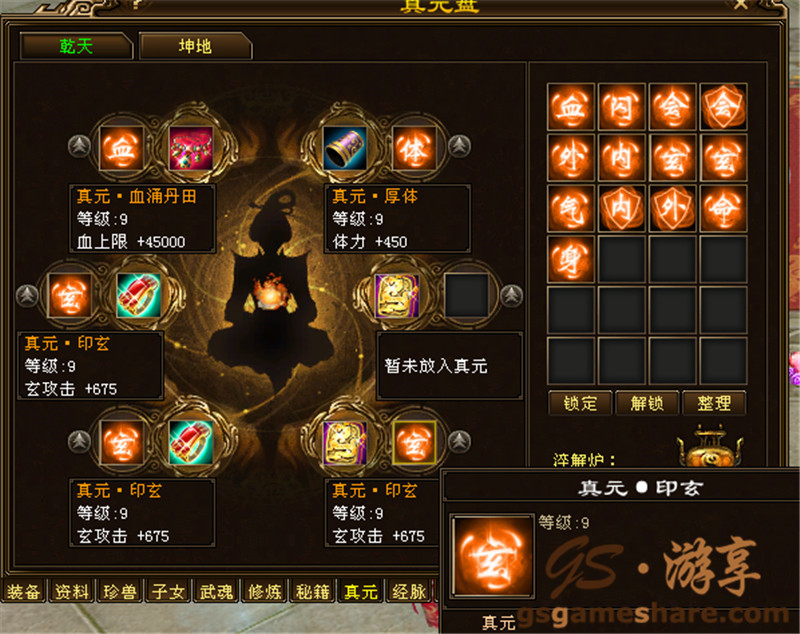 真元盘
乾天
坤地
血
体
真元·血涌丹田
等级:9
血上限 +45000
真元·厚体
等级:9
体力 +450
玄
真元·印玄
等级:9
玄攻击 +675
暂未放入真元
玄
玄
真元·印玄
等级:9
玄攻击 +675
真元·印玄
等级:9
玄攻击 +675
血 闪 会 会
外 内 玄 玄
气 内 外 命
身
锁定 解锁 整理
淬解炉:
真元●印玄
玄
等级:9
真元
装备 资料 珍兽 子女 武魂 修炼 秘籍 真元 经脉
GS·游享
gsgameshare.com